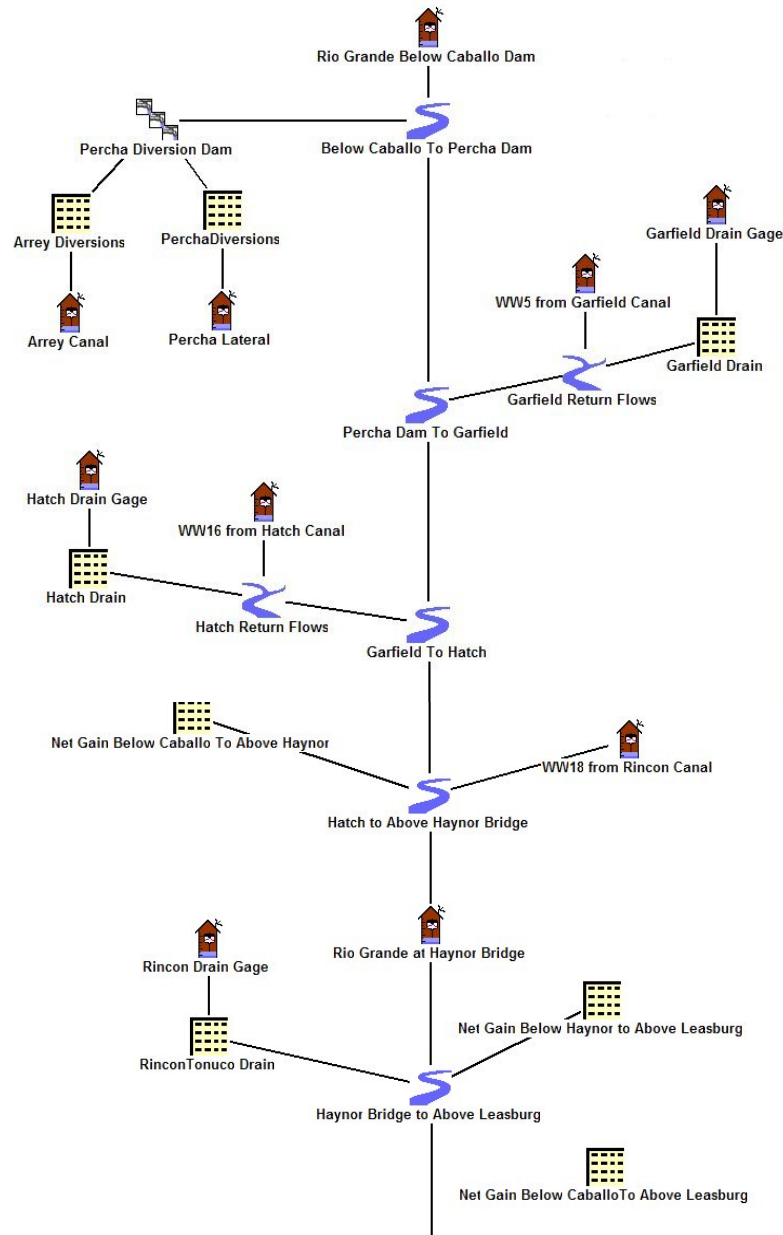 Rio Grande Below Caballo Dam
Percha Diversion Dam
Below Caballo To Percha Dam
Arrey Diversions
PerchaDiversions
Garfield Drain Gage
WW5 from Garfield Canal
Arrey Canal
Percha Lateral
Garfield Drain
Garfield Return Flows
Percha Dam To Garfield
Hatch Drain Gage
WW16 from Hatch Canal
Hatch Drain
Hatch Return Flows
Garfield To Hatch
Net Gain Below Caballo To Above Haynor
WW18 from Rincon Canal
Hatch to Above Haynor Bridge
Rincon Drain Gage
Rio Grande at Haynor Bridge
Net Gain Below Haynor to Above Leasburg
RinconTonuco Drain
Haynor Bridge to Above Leasburg
Net Gain Below CaballoTo Above Leasburg